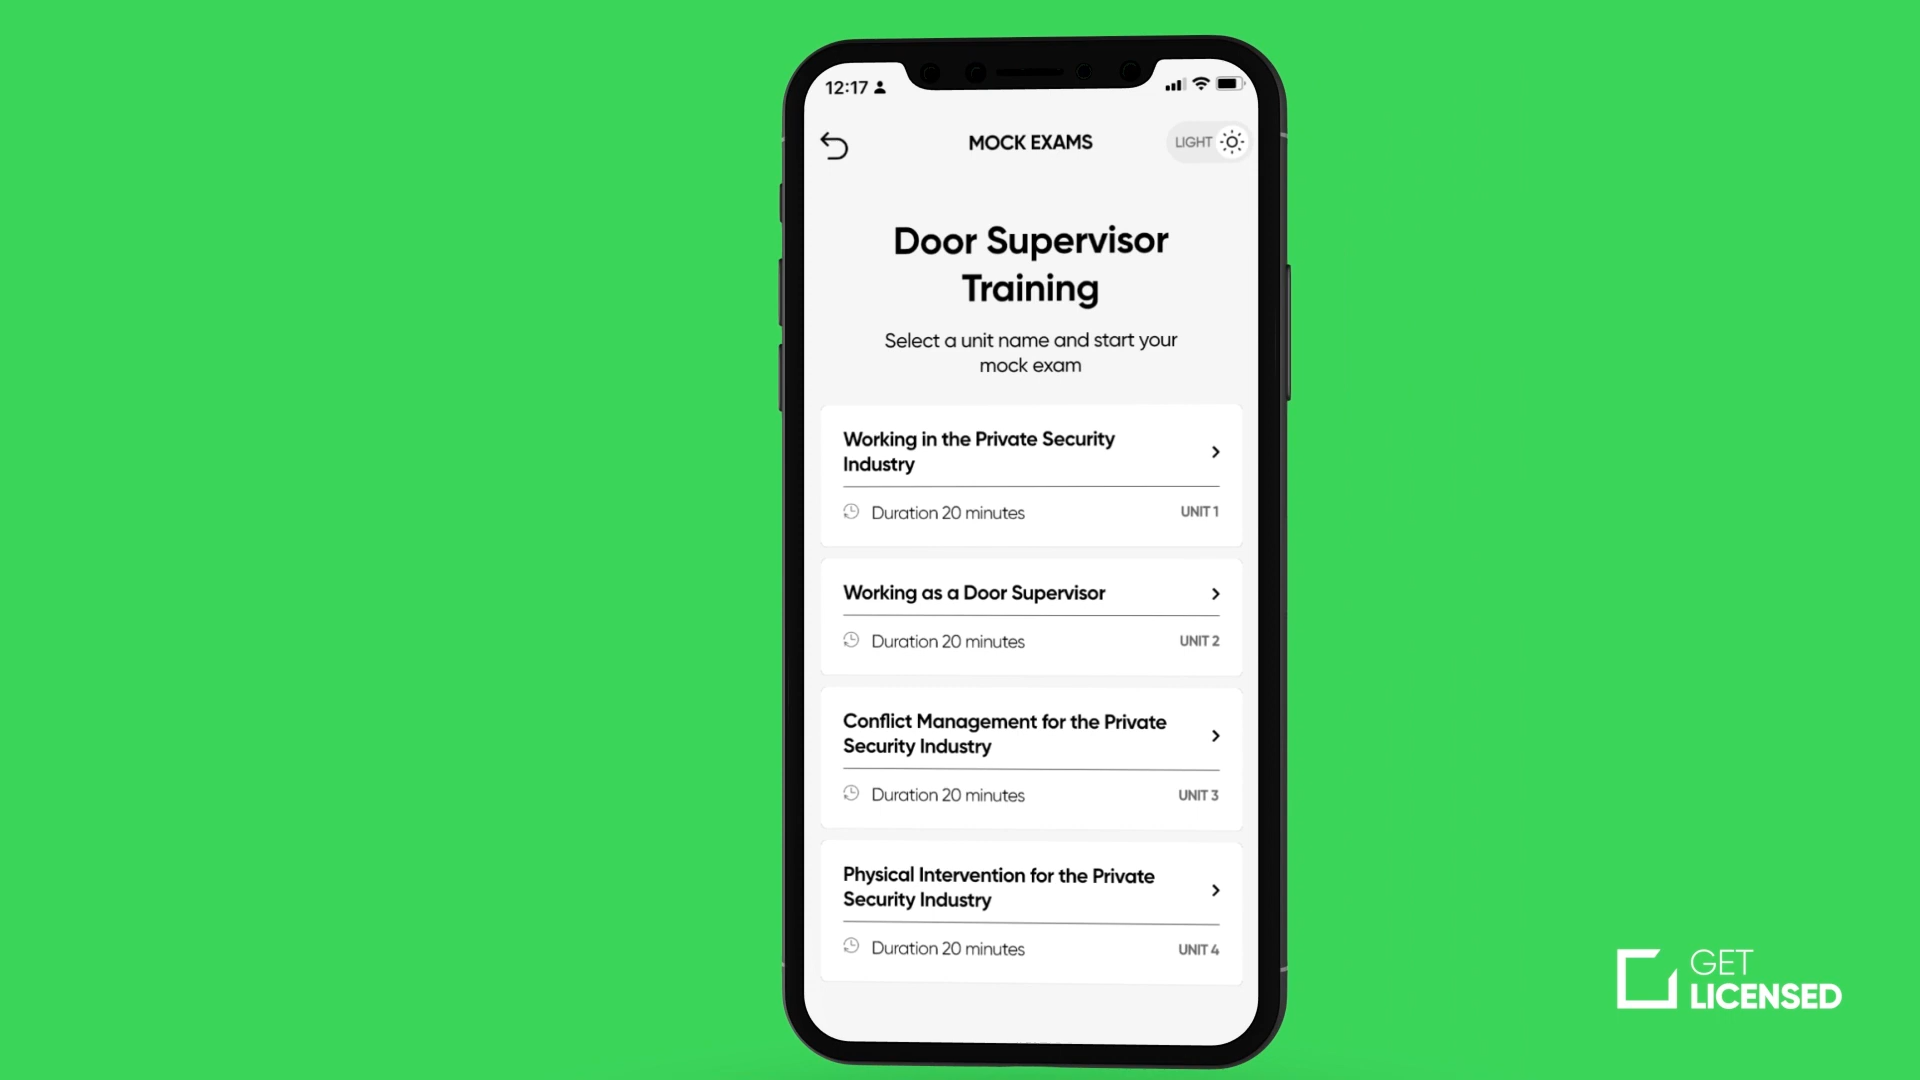 12:17
MOCK EXAMS
LIGHT
Door Supervisor
Training
Select a unit name and start your
mock exam
Working in the Private Security
Industry
Duration 20 minutes
UNIT 1
Working as a Door Supervisor
Duration 20 minutes
UNIT 2
Conflict Management for the Private
Security Industry
Duration 20 minutes
UNIT 3
Physical Intervention for the Private
Security Industry
Duration 20 minutes
UNIT 4
GET
LICENSED